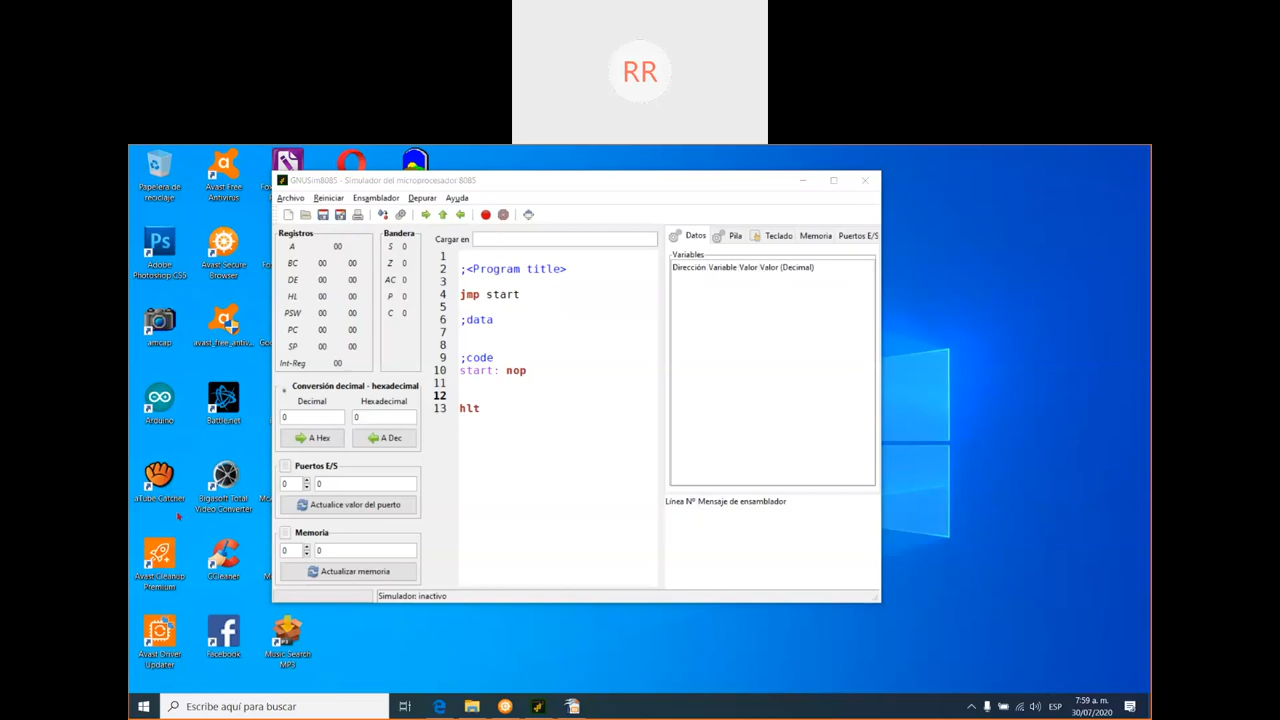 RR
Papelera de
reciclaje
Avast Free
Antivirus
Adobe
Photoshop CS5
Avast Secure
Browser
amcap
avast_free_antiv...
Arduino
Battle.net
aTube Catcher
Bigasoft Total
Video Converter
Avast Cleanup
Premium
CCleaner
Avast Driver
Updater
Facebook
Music Search
MP3
GNUSim8085 - Simulador del microprocesador 8085
Archivo Reiniciar Ensamblador Depurar Ayuda
Registros
A 00
BC 00 00
DE 00 00
HL 00 00
PSW 00 00
PC 00 00
SP 00 00
Int-Reg 00
Bandera
S 0
Z 0
AC 0
P 0
C 0
Conversión decimal - hexadecimal
Decimal Hexadecimal
0 0
A Hex A Dec
Puertos E/S
0 0
Actualice valor del puerto
Memoria
0 0
Actualizar memoria
Cargar en
1
2 ;<Program title>
3
4 jmp start
5
6 ;data
7
8
9 ;code
10 start: nop
11
12
13 hlt
Datos Pila Teclado Memoria Puertos E/S
Variables
Dirección Variable Valor Valor (Decimal)
Línea Nº Mensaje de ensamblador
Simulador: inactivo
Escribe aquí para buscar
ESP
7:59 a. m.
30/07/2020